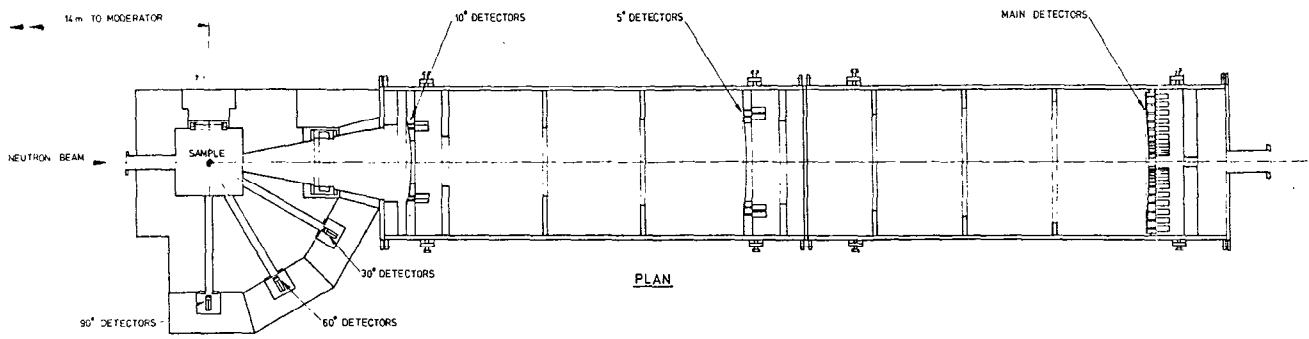 14m TO MODERATOR
10° DETECTORS
5° DETECTORS
MAIN DETECTORS
NEUTRON BEAM
SAMPLE
30° DETECTORS
60° DETECTORS
90° DETECTORS
PLAN